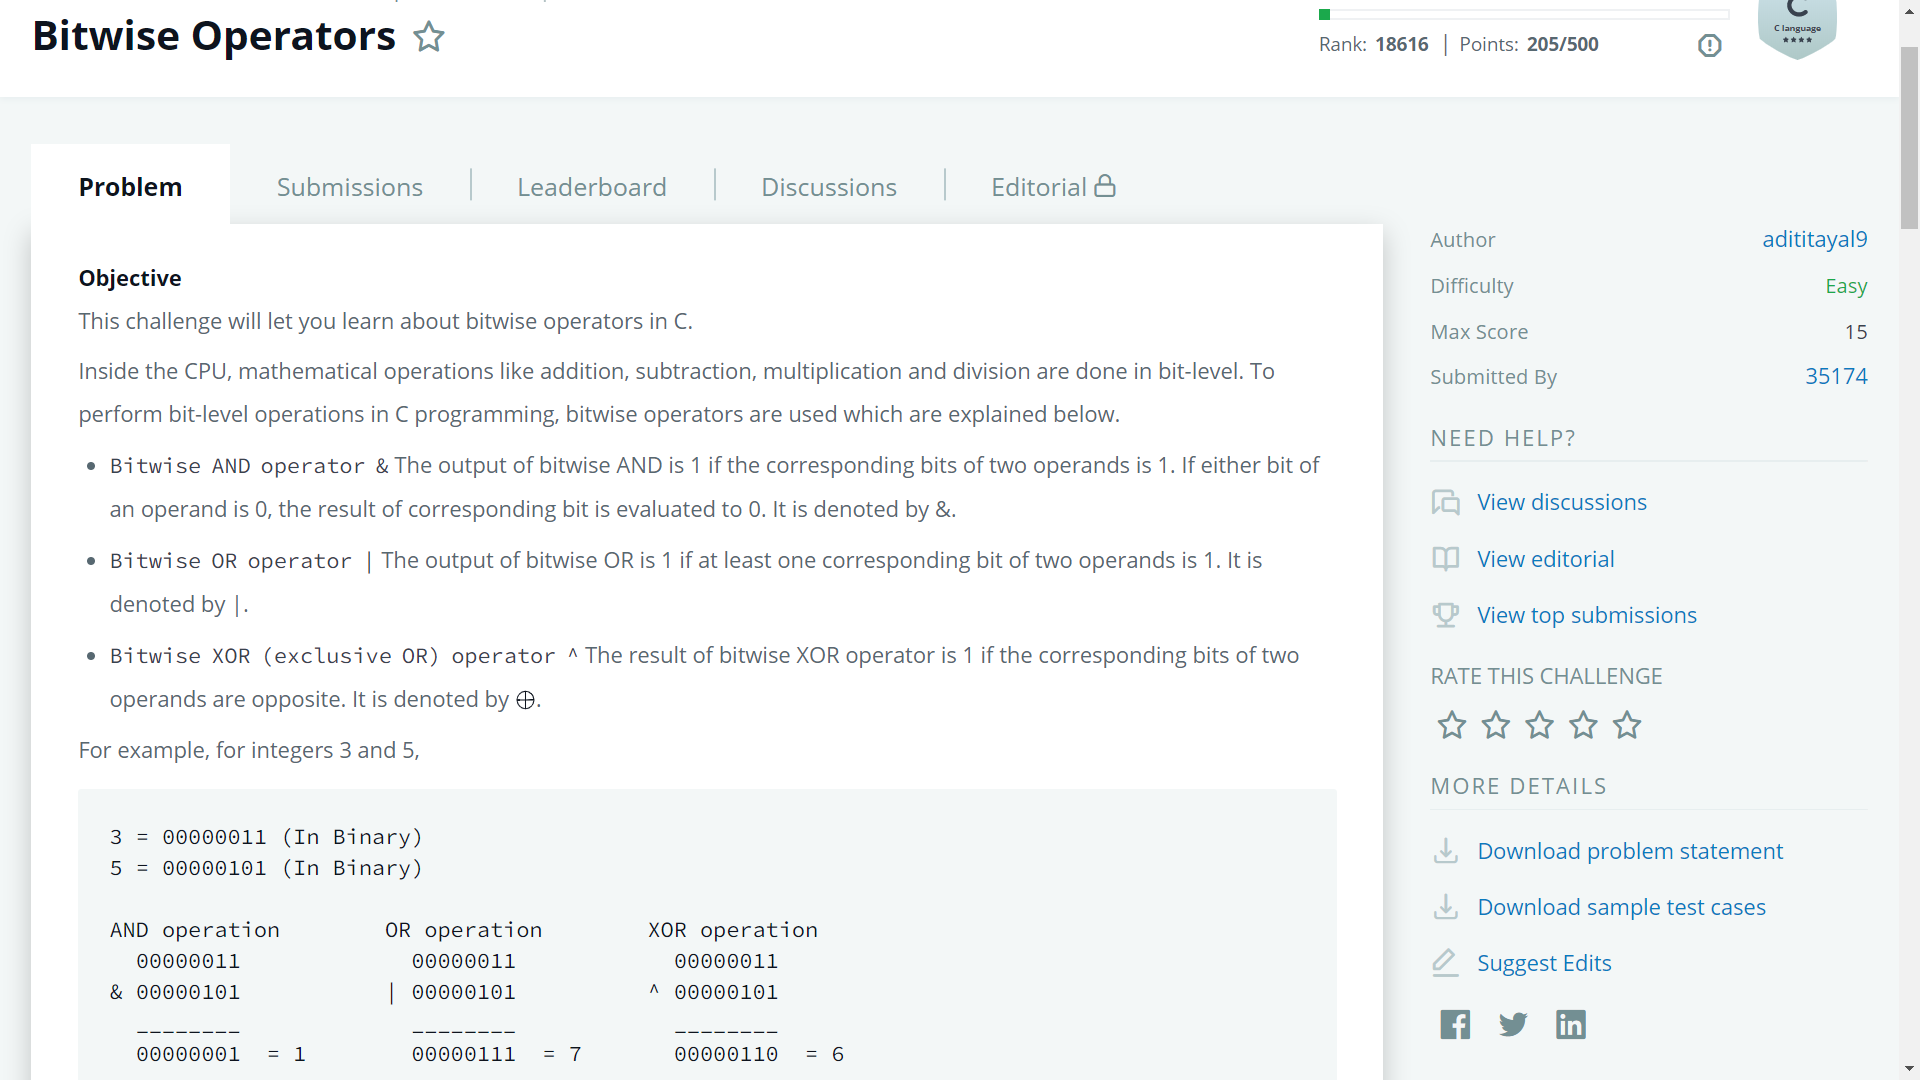 Bitwise Operators
Rank: 18616 | Points: 205/500
C
C language
★★★★
Problem
Submissions
Leaderboard
Discussions
Editorial
Objective
This challenge will let you learn about bitwise operators in C.
Inside the CPU, mathematical operations like addition, subtraction, multiplication and division are done in bit-level. To
perform bit-level operations in C programming, bitwise operators are used which are explained below.
• Bitwise AND operator & The output of bitwise AND is 1 if the corresponding bits of two operands is 1. If either bit of
an operand is 0, the result of corresponding bit is evaluated to 0. It is denoted by &.
• Bitwise OR operator | The output of bitwise OR is 1 if at least one corresponding bit of two operands is 1. It is
denoted by |.
• Bitwise XOR (exclusive OR) operator ^ The result of bitwise XOR operator is 1 if the corresponding bits of two
operands are opposite. It is denoted by ⊕.
For example, for integers 3 and 5,
3 = 00000011 (In Binary)
5 = 00000101 (In Binary)
AND operation        OR operation        XOR operation
  00000011             00000011            00000011
& 00000101           | 00000101          ^ 00000101
  ________             ________            ________
  00000001  = 1        00000111  = 7       00000110  = 6
Author adititayal9
Difficulty Easy
Max Score 15
Submitted By 35174
NEED HELP?
View discussions
View editorial
View top submissions
RATE THIS CHALLENGE
MORE DETAILS
Download problem statement
Download sample test cases
Suggest Edits